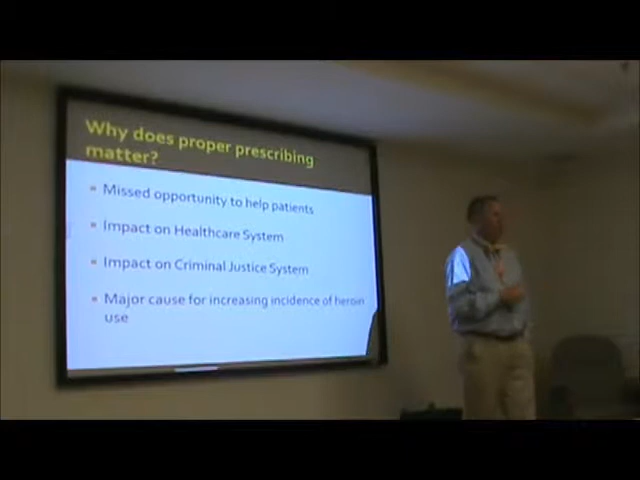 Why does proper prescribing
matter?
Missed opportunity to help patients
Impact on Healthcare System
Impact on Criminal Justice System
Major cause for increasing incidence of heroin
use